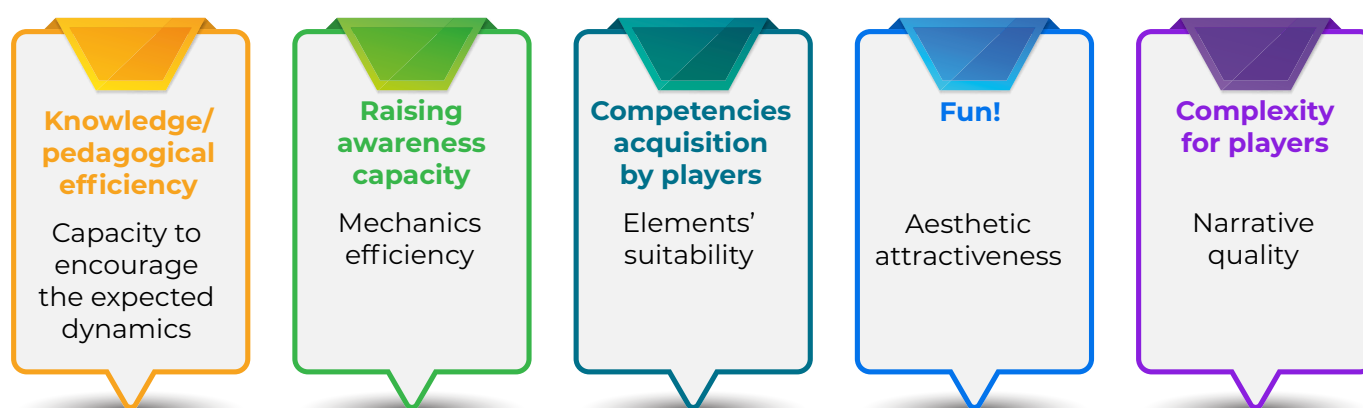 Knowledge/
pedagogical
efficiency
Capacity to
encourage
the expected
dynamics
Raising
awareness
capacity
Mechanics
efficiency
Competencies
acquisition
by players
Elements’
suitability
Fun!
Aesthetic
attractiveness
Complexity
for players
Narrative
quality